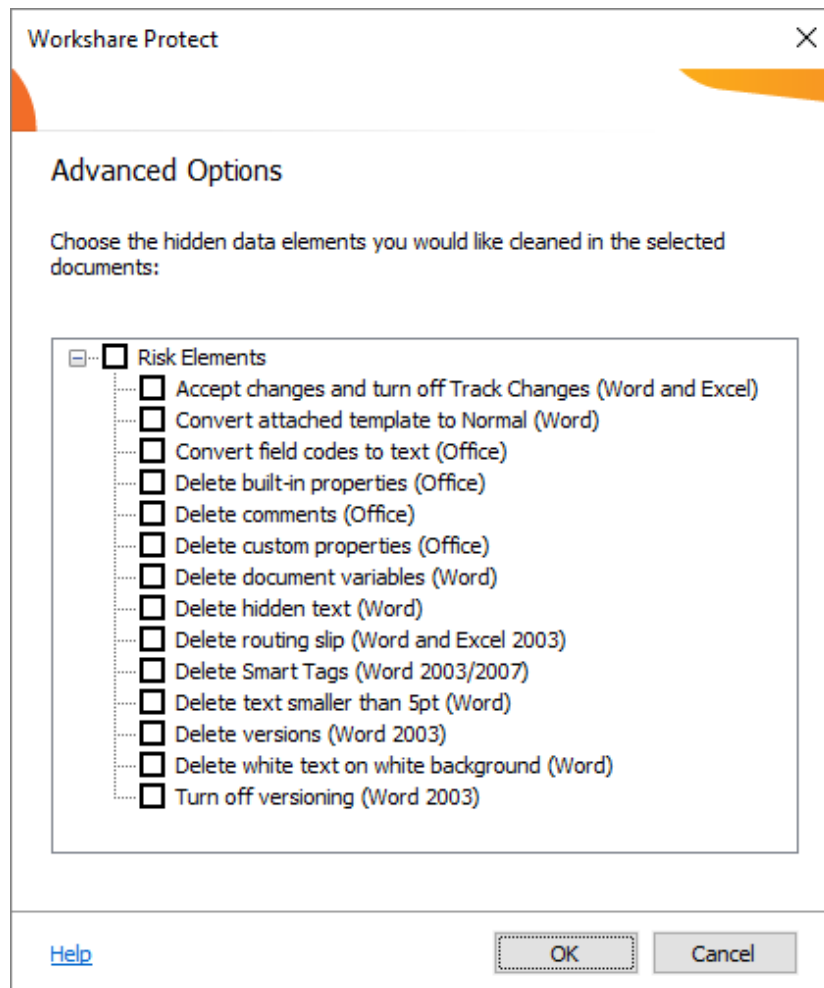 Workshare Protect
Advanced Options
Choose the hidden data elements you would like cleaned in the selected
documents:
Risk Elements
Accept changes and turn off Track Changes (Word and Excel)
Convert attached template to Normal (Word)
Convert field codes to text (Office)
Delete built-in properties (Office)
Delete comments (Office)
Delete custom properties (Office)
Delete document variables (Word)
Delete hidden text (Word)
Delete routing slip (Word and Excel 2003)
Delete Smart Tags (Word 2003/2007)
Delete text smaller than 5pt (Word)
Delete versions (Word 2003)
Delete white text on white background (Word)
Turn off versioning (Word 2003)
Help
OK
Cancel